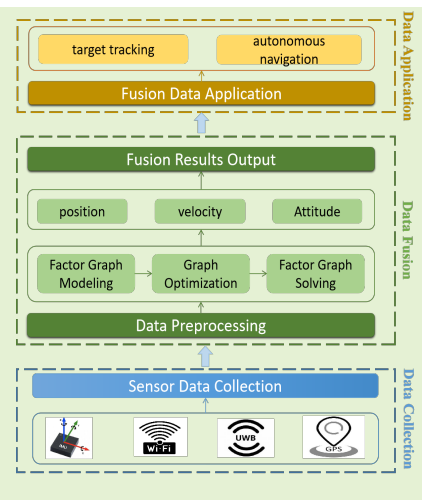 target tracking
autonomous
navigation
Fusion Data Application
Data Application
Fusion Results Output
position
velocity
Attitude
Factor Graph
Modeling
Graph
Optimization
Factor Graph
Solving
Data Preprocessing
Data Fusion
Sensor Data Collection
Wi-Fi
UWB
GPS
Data Collection